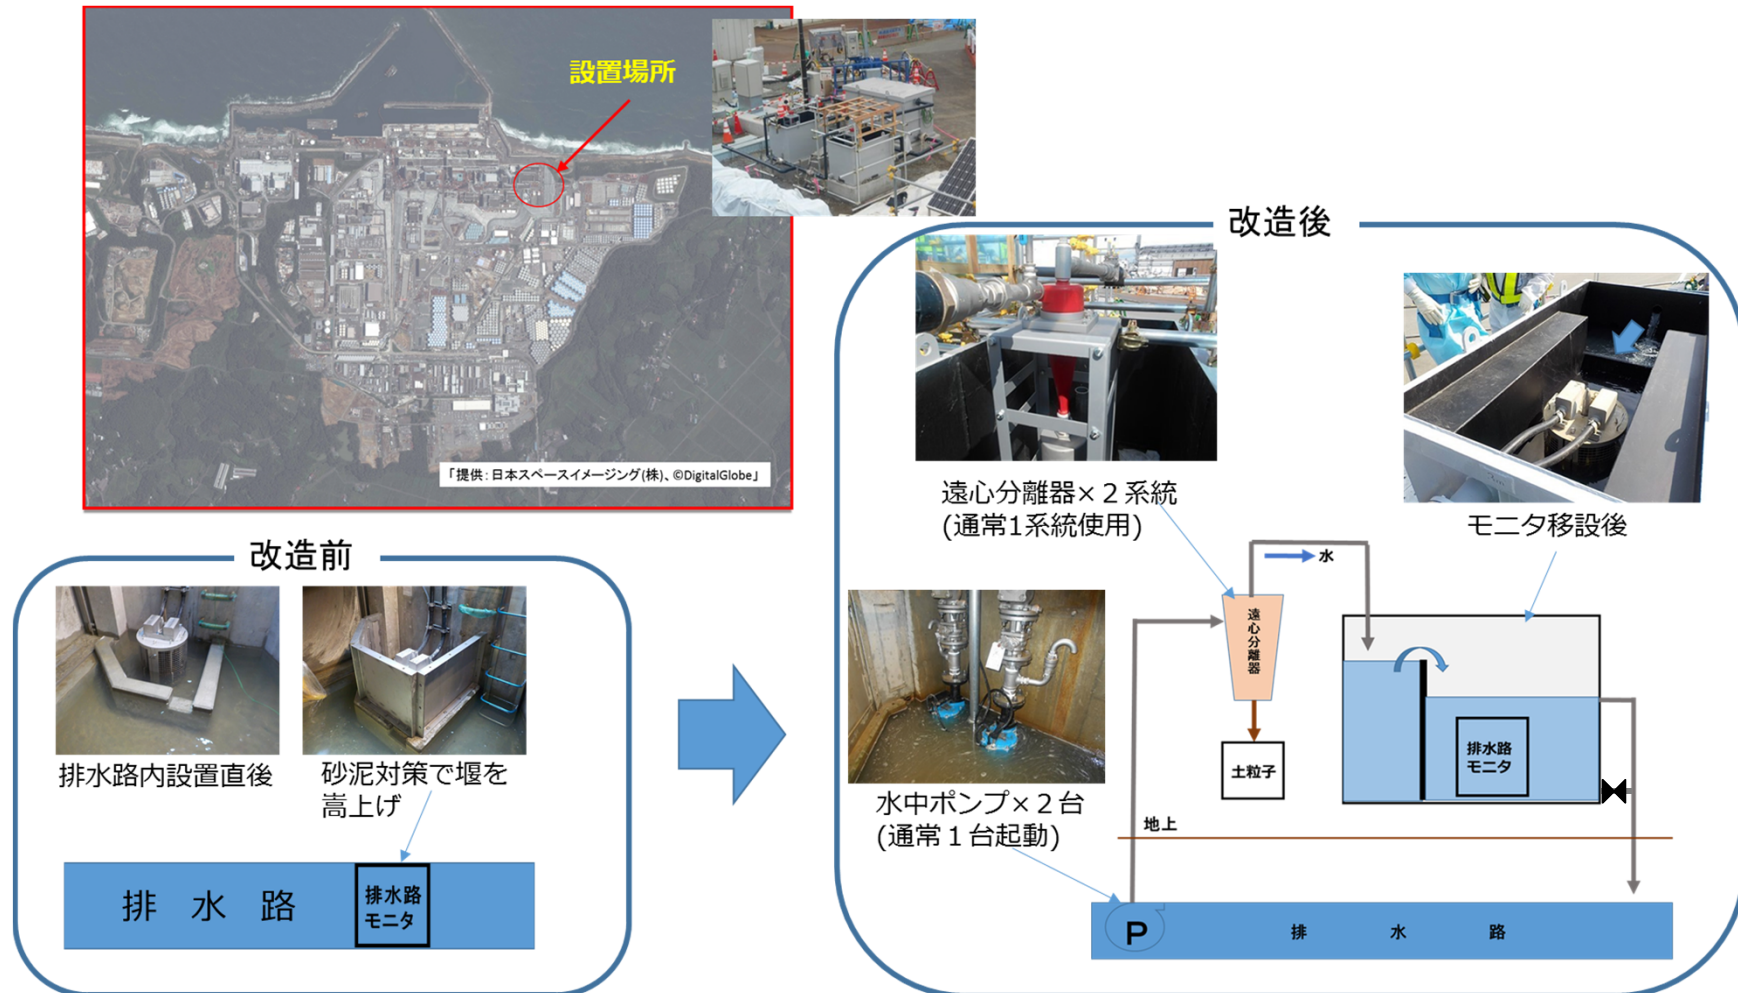 設置場所
「提供:日本スペースイメージング(株)、©DigitalGlobe」
改造前
排水路内設置直後
砂泥対策で堰を
嵩上げ
排 水 路
排水路
モニタ
改造後
遠心分離器×2系統
(通常1系統使用)
モニタ移設後
水
遠心分離器
土粒子
排水路
モニタ
水中ポンプ×2台
(通常1台起動)
地上
P
排 水 路